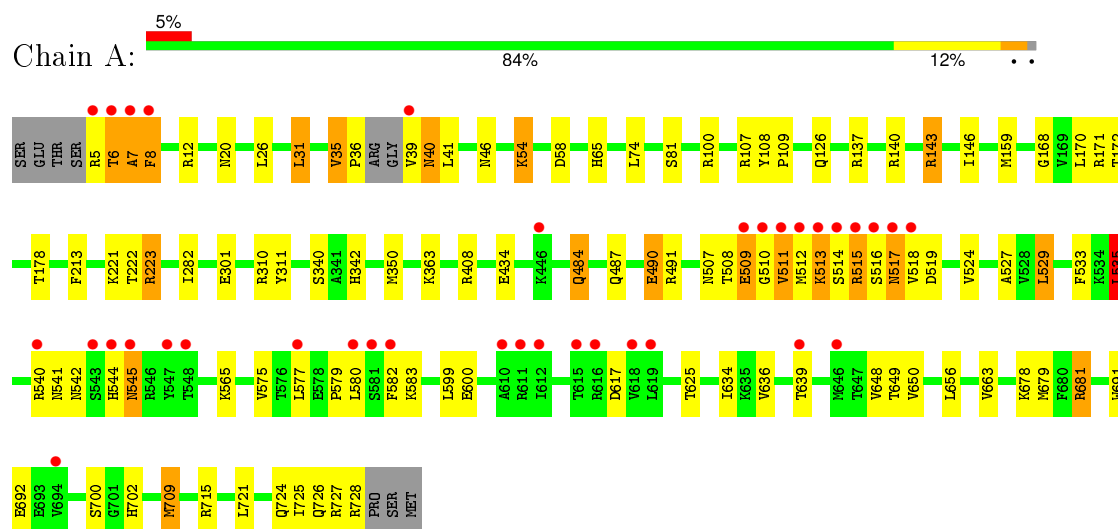 5%
Chain A:
84%
12%
SER GLU THR SER R5 T6 A7 F8 R12 N20 L26 L31 V35 P36 ARG GLY V39 N40 L41 N46 K54 D58 H65 L74 S81 R100 R107 Y108 P109 Q126 R137 R140 R143 I146 M159 G168 V169 L170 R171 T172
T178 F213 K221 T222 R223 I282 E301 R310 Y311 S340 A341 H342 M350 K363 R408 E434 K446 Q484 Q487 E490 R491 N507 T508 E509 G510 V511 M512 K513 S514 R515 S516 N517 V518 D519 V524 A527 V528 L529 F533 K534 L535
R540 N541 N542 S543 H544 N545 R546 Y547 T548 K565 V575 T576 L577 E578 P579 L580 S581 F582 K583 L599 E600 A610 R611 I612 T615 R616 D617 V618 L619 T625 I634 K635 V636 T639 M646 T647 V648 T649 V650 L656 V663 K678 M679 F680 R681 W691
E692 E693 V694 S700 G701 H702 M709 R715 L721 Q724 I725 Q726 R727 R728 PRO SER MET